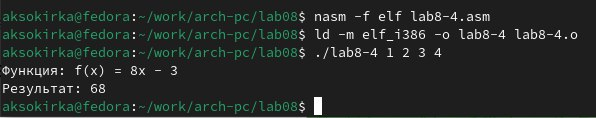 aksokirka@fedora:~/work/arch-pc/lab08$ nasm -f elf lab8-4.asm
aksokirka@fedora:~/work/arch-pc/lab08$ ld -m elf_i386 -o lab8-4 lab8-4.o
aksokirka@fedora:~/work/arch-pc/lab08$ ./lab8-4 1 2 3 4
Функция: f(x) = 8x - 3
Результат: 68
aksokirka@fedora:~/work/arch-pc/lab08$